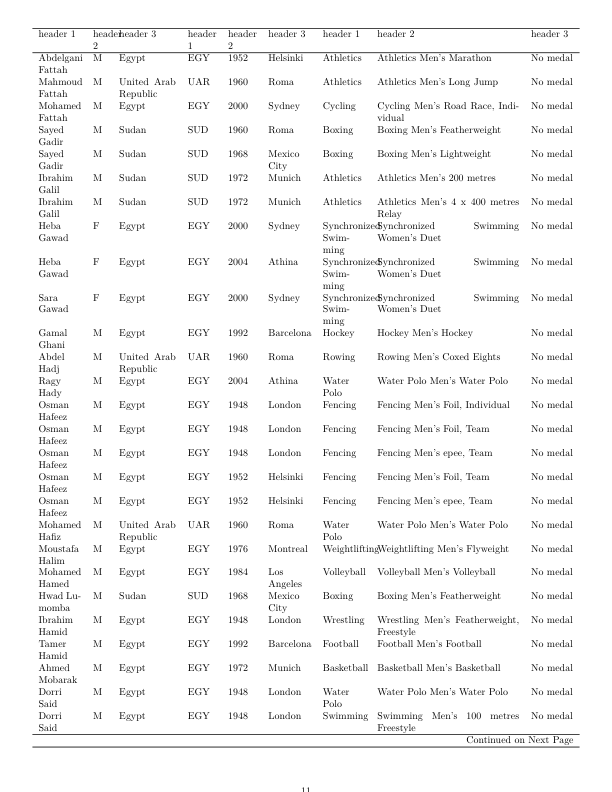 header 1 header 2 header 3 header 1 header 2 header 3 header 1 header 2 header 3
Abdelgani Fattah M Egypt EGY 1952 Helsinki Athletics Athletics Men's Marathon No medal
Mahmoud Fattah M United Arab Republic UAR 1960 Roma Athletics Athletics Men's Long Jump No medal
Mohamed Fattah M Egypt EGY 2000 Sydney Cycling Cycling Men's Road Race, Individual No medal
Sayed Gadir M Sudan SUD 1960 Roma Boxing Boxing Men's Featherweight No medal
Sayed Gadir M Sudan SUD 1968 Mexico City Boxing Boxing Men's Lightweight No medal
Ibrahim Galil M Sudan SUD 1972 Munich Athletics Athletics Men's 200 metres No medal
Ibrahim Galil M Sudan SUD 1972 Munich Athletics Athletics Men's 4 x 400 metres Relay No medal
Heba Gawad F Egypt EGY 2000 Sydney Synchronized Swimming Synchronized Swimming Women's Duet No medal
Heba Gawad F Egypt EGY 2004 Athina Synchronized Swimming Synchronized Swimming Women's Duet No medal
Sara Gawad F Egypt EGY 2000 Sydney Synchronized Swimming Synchronized Swimming Women's Duet No medal
Gamal Ghani M Egypt EGY 1992 Barcelona Hockey Hockey Men's Hockey No medal
Abdel Hadj M United Arab Republic UAR 1960 Roma Rowing Rowing Men's Coxed Eights No medal
Ragy Hady M Egypt EGY 2004 Athina Water Polo Water Polo Men's Water Polo No medal
Osman Hafeez M Egypt EGY 1948 London Fencing Fencing Men's Foil, Individual No medal
Osman Hafeez M Egypt EGY 1948 London Fencing Fencing Men's Foil, Team No medal
Osman Hafeez M Egypt EGY 1948 London Fencing Fencing Men's epee, Team No medal
Osman Hafeez M Egypt EGY 1952 Helsinki Fencing Fencing Men's Foil, Team No medal
Osman Hafeez M Egypt EGY 1952 Helsinki Fencing Fencing Men's epee, Team No medal
Mohamed Hafiz M United Arab Republic UAR 1960 Roma Water Polo Water Polo Men's Water Polo No medal
Moustafa Halim M Egypt EGY 1976 Montreal Weightlifting Weightlifting Men's Flyweight No medal
Mohamed Hamed M Egypt EGY 1984 Los Angeles Volleyball Volleyball Men's Volleyball No medal
Hwad Lumomba M Sudan SUD 1968 Mexico City Boxing Boxing Men's Featherweight No medal
Ibrahim Hamid M Egypt EGY 1948 London Wrestling Wrestling Men's Featherweight, Freestyle No medal
Tamer Hamid M Egypt EGY 1992 Barcelona Football Football Men's Football No medal
Ahmed Mobarak M Egypt EGY 1972 Munich Basketball Basketball Men's Basketball No medal
Dorri Said M Egypt EGY 1948 London Water Polo Water Polo Men's Water Polo No medal
Dorri Said M Egypt EGY 1948 London Swimming Swimming Men's 100 metres Freestyle No medal
Continued on Next Page
11